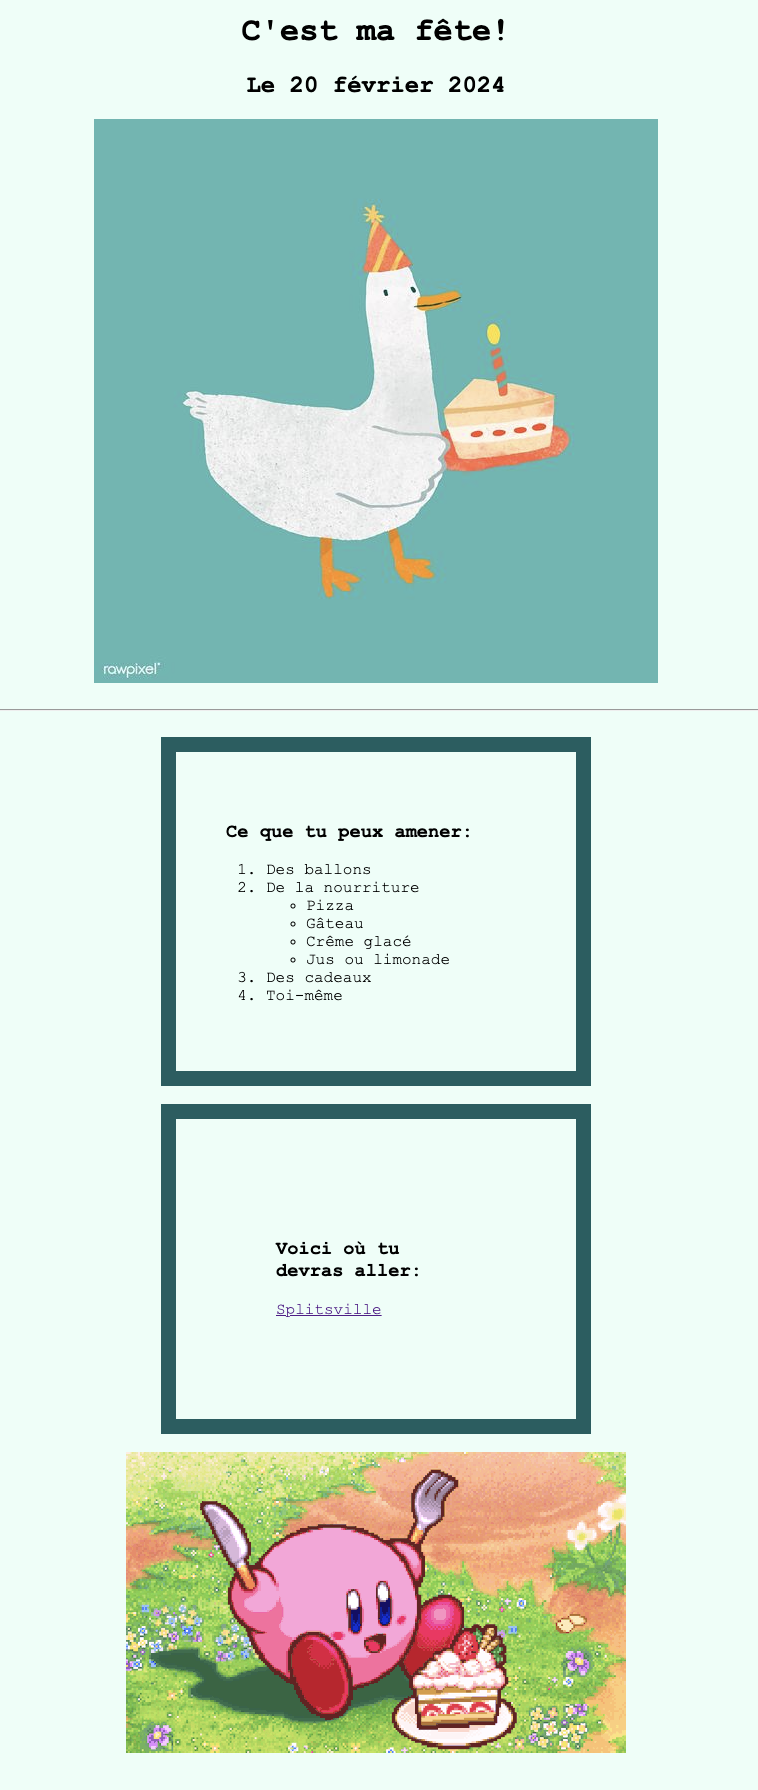 C'est ma fête!
Le 20 février 2024
rawpixel
Ce que tu peux amener:
1. Des ballons
2. De la nourriture
Pizza
Gâteau
Crême glacé
Jus ou limonade
3. Des cadeaux
4. Toi-même
Voici où tu
devras aller:
Splitsville